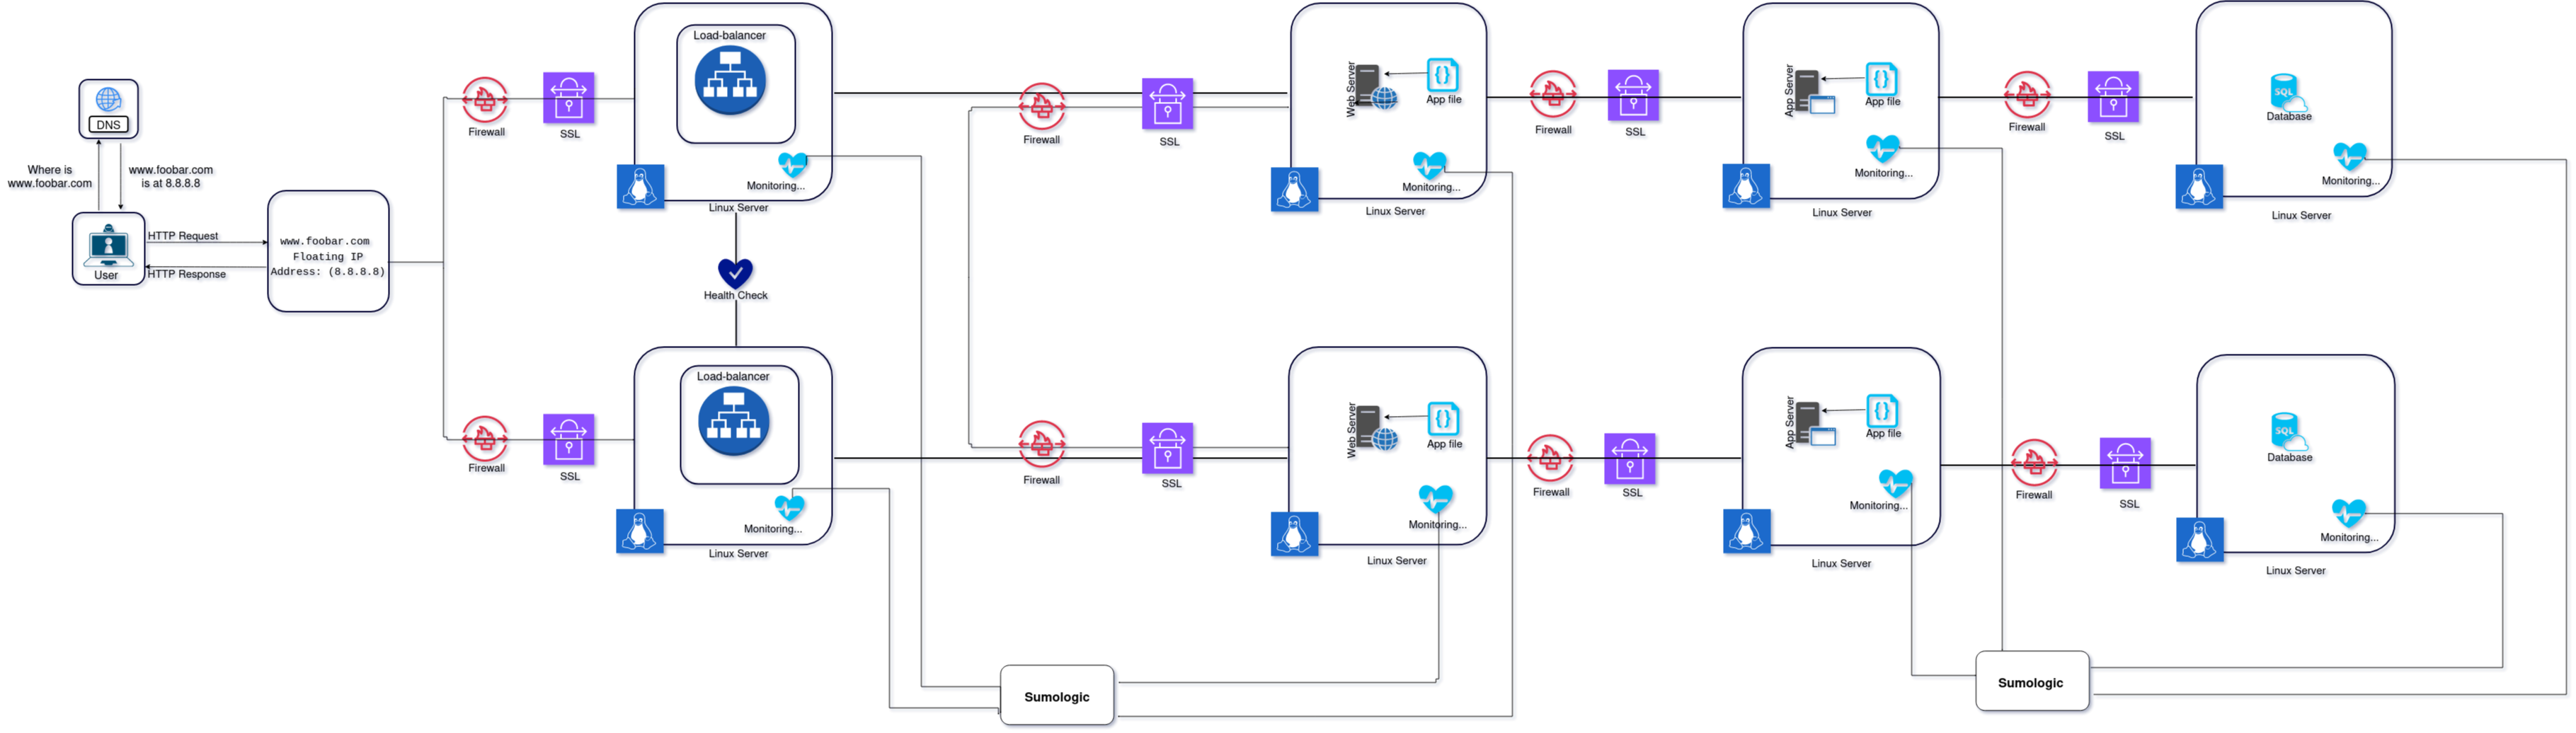 DNS
Where is
www.foobar.com
www.foobar.com
is at 8.8.8.8
User
HTTP Request
HTTP Response
www.foobar.com
Floating IP
Address: (8.8.8.8)
Firewall
SSL
Load-balancer
Monitoring...
Linux Server
Health Check
Firewall
SSL
Load-balancer
Monitoring...
Linux Server
Firewall
SSL
Web Server
App file
Monitoring...
Linux Server
Firewall
SSL
App Server
App file
Monitoring...
Linux Server
Firewall
SSL
SQL
Database
Monitoring...
Linux Server
Firewall
SSL
Web Server
App file
Monitoring...
Linux Server
Firewall
SSL
App Server
App file
Monitoring...
Linux Server
Firewall
SSL
SQL
Database
Monitoring...
Linux Server
Sumologic
Sumologic